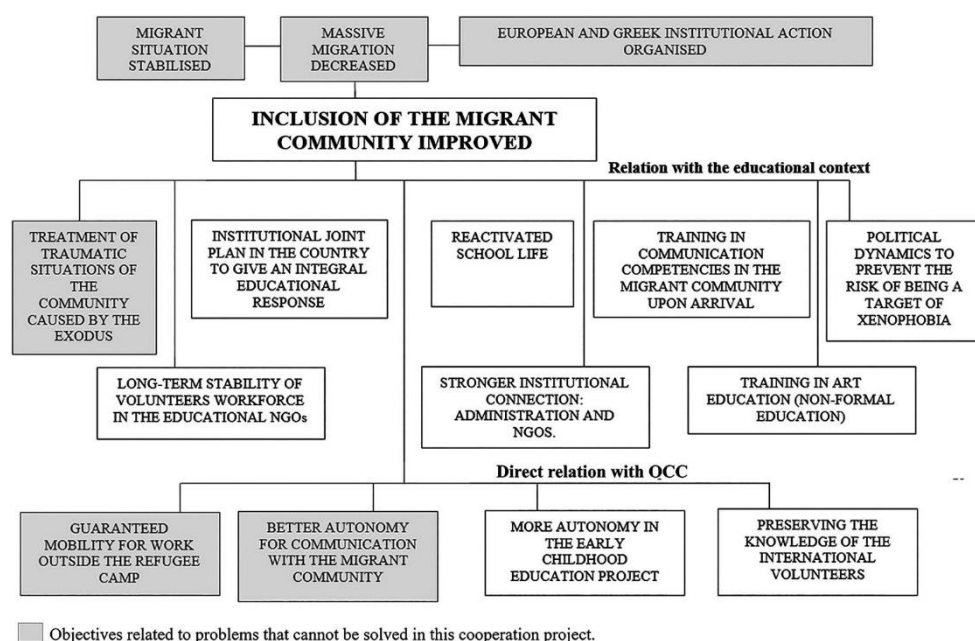 MIGRANT
SITUATION
STABILISED
MASSIVE
MIGRATION
DECREASED
EUROPEAN AND GREEK INSTITUTIONAL ACTION
ORGANISED
INCLUSION OF THE MIGRANT
COMMUNITY IMPROVED
Relation with the educational context
TREATMENT OF
TRAUMATIC SITUATIONS OF
THE
COMMUNITY
CAUSED BY THE
EXODUS
INSTITUTIONAL JOINT
PLAN IN THE COUNTRY
TO GIVE AN INTEGRAL
EDUCATIONAL
RESPONSE
REACTIVATED
SCHOOL LIFE
TRAINING IN
COMMUNICATION
COMPETENCIES IN THE
MIGRANT COMMUNITY
UPON ARRIVAL
POLITICAL
DYNAMICS TO
PREVENT THE
RISK OF BEING A
TARGET OF
XENOPHOBIA
LONG-TERM STABILITY OF
VOLUNTEERS WORKFORCE
IN THE EDUCATIONAL NGOs
STRONGER INSTITUTIONAL
CONNECTION:
ADMINISTRATION AND
NGOS.
TRAINING IN ART
EDUCATION (NON-FORMAL
EDUCATION)
Direct relation with OCC
GUARANTEED
MOBILITY FOR WORK
OUTSIDE THE REFUGEE
CAMP
BETTER AUTONOMY
FOR COMMUNICATION
WITH THE MIGRANT
COMMUNITY
MORE AUTONOMY IN
THE EARLY
CHILDHOOD
EDUCATION PROJECT
PRESERVING THE
KNOWLEDGE OF THE
INTERNATIONAL
VOLUNTEERS
Objectives related to problems that cannot be solved in this cooperation project.